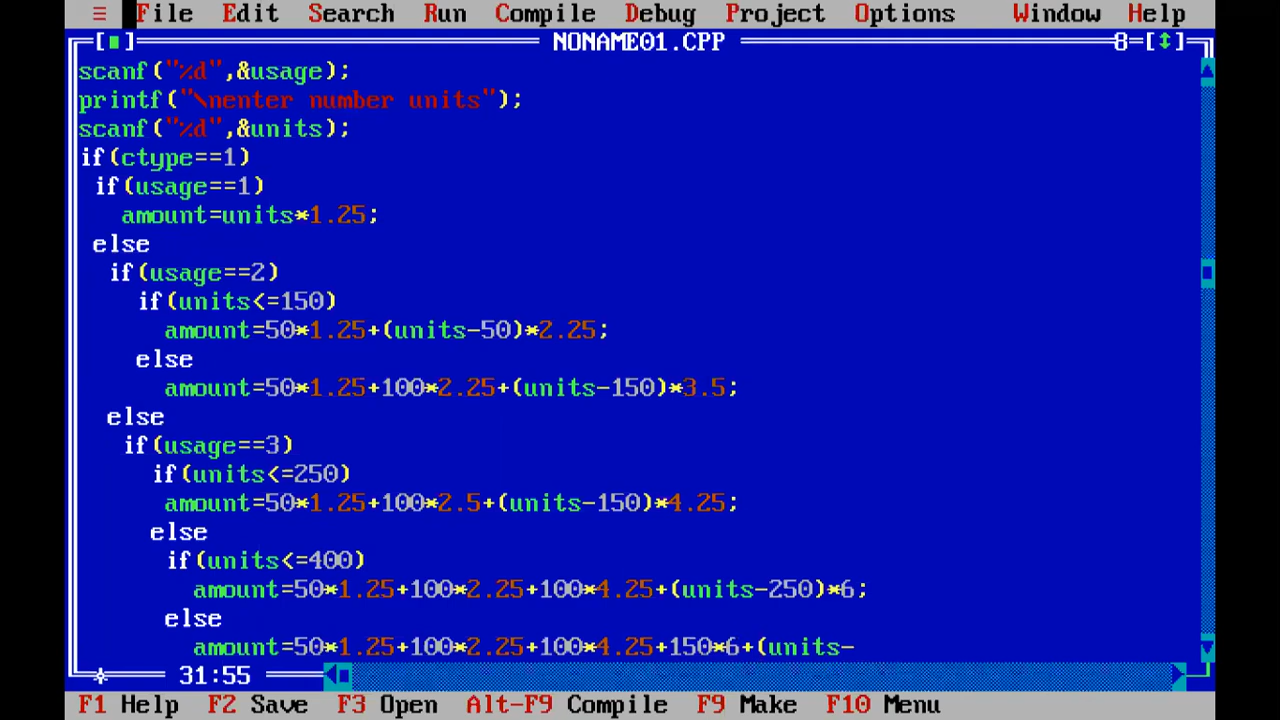 ≡ File Edit Search Run Compile Debug Project Options Window Help
[■] NONAME01.CPP 8=[↕]
scanf("%d",&usage);
printf("\nenter number units");
scanf("%d",&units);
if(ctype==1)
if(usage==1)
amount=units*1.25;
else
if(usage==2)
if(units<=150)
amount=50*1.25+(units-50)*2.25;
else
amount=50*1.25+100*2.25+(units-150)*3.5;
else
if(usage==3)
if(units<=250)
amount=50*1.25+100*2.5+(units-150)*4.25;
else
if(units<=400)
amount=50*1.25+100*2.25+100*4.25+(units-250)*6;
else
amount=50*1.25+100*2.25+100*4.25+150*6+(units-
31:55
F1 Help F2 Save F3 Open Alt-F9 Compile F9 Make F10 Menu